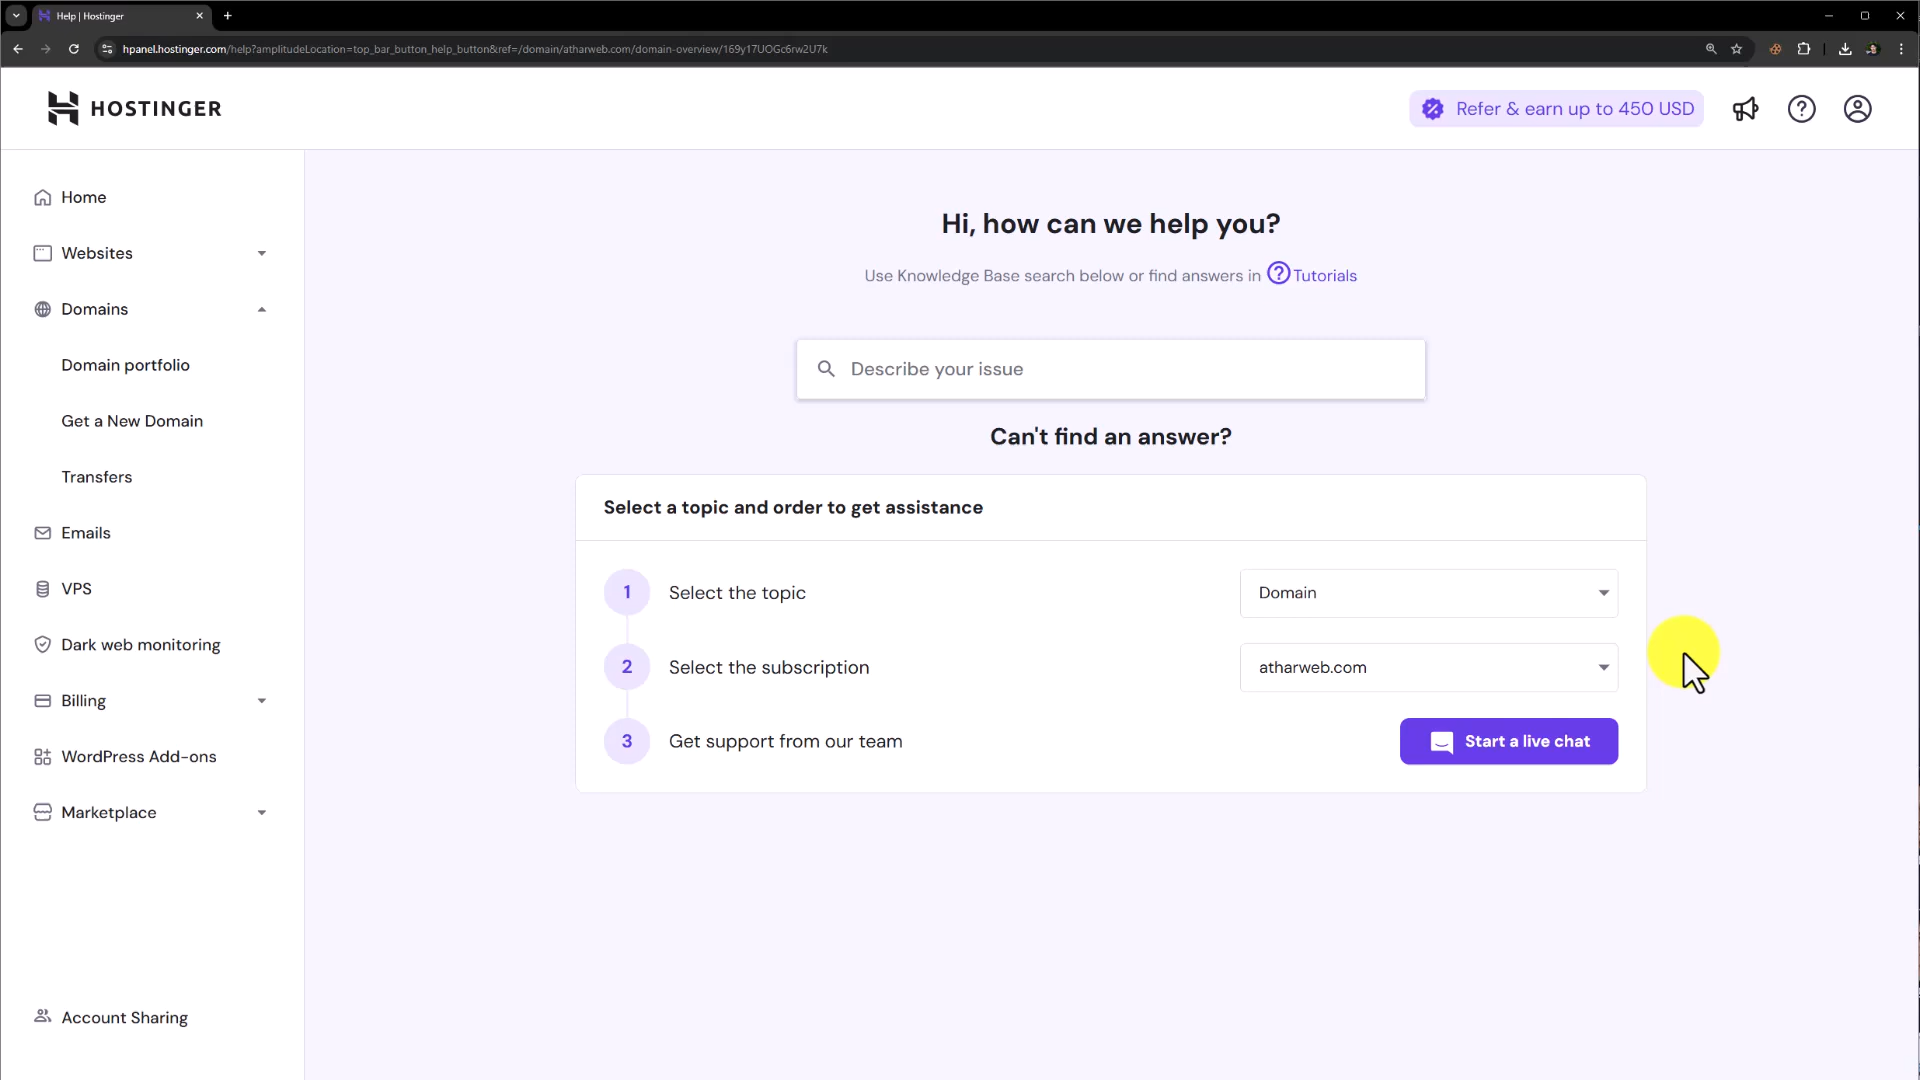 Help | Hostinger
hpanel.hostinger.com/help?amplitudeLocation=top_bar_button_help_button&ref=/domain/atharweb.com/domain-overview/169y17UOGc6rw2U7k
HOSTINGER
Refer & earn up to 450 USD
Home
Websites
Domains
Domain portfolio
Get a New Domain
Transfers
Emails
VPS
Dark web monitoring
Billing
WordPress Add-ons
Marketplace
Account Sharing
Hi, how can we help you?
Use Knowledge Base search below or find answers in Tutorials
Describe your issue
Can't find an answer?
Select a topic and order to get assistance
1 Select the topic Domain
2 Select the subscription atharweb.com
3 Get support from our team Start a live chat